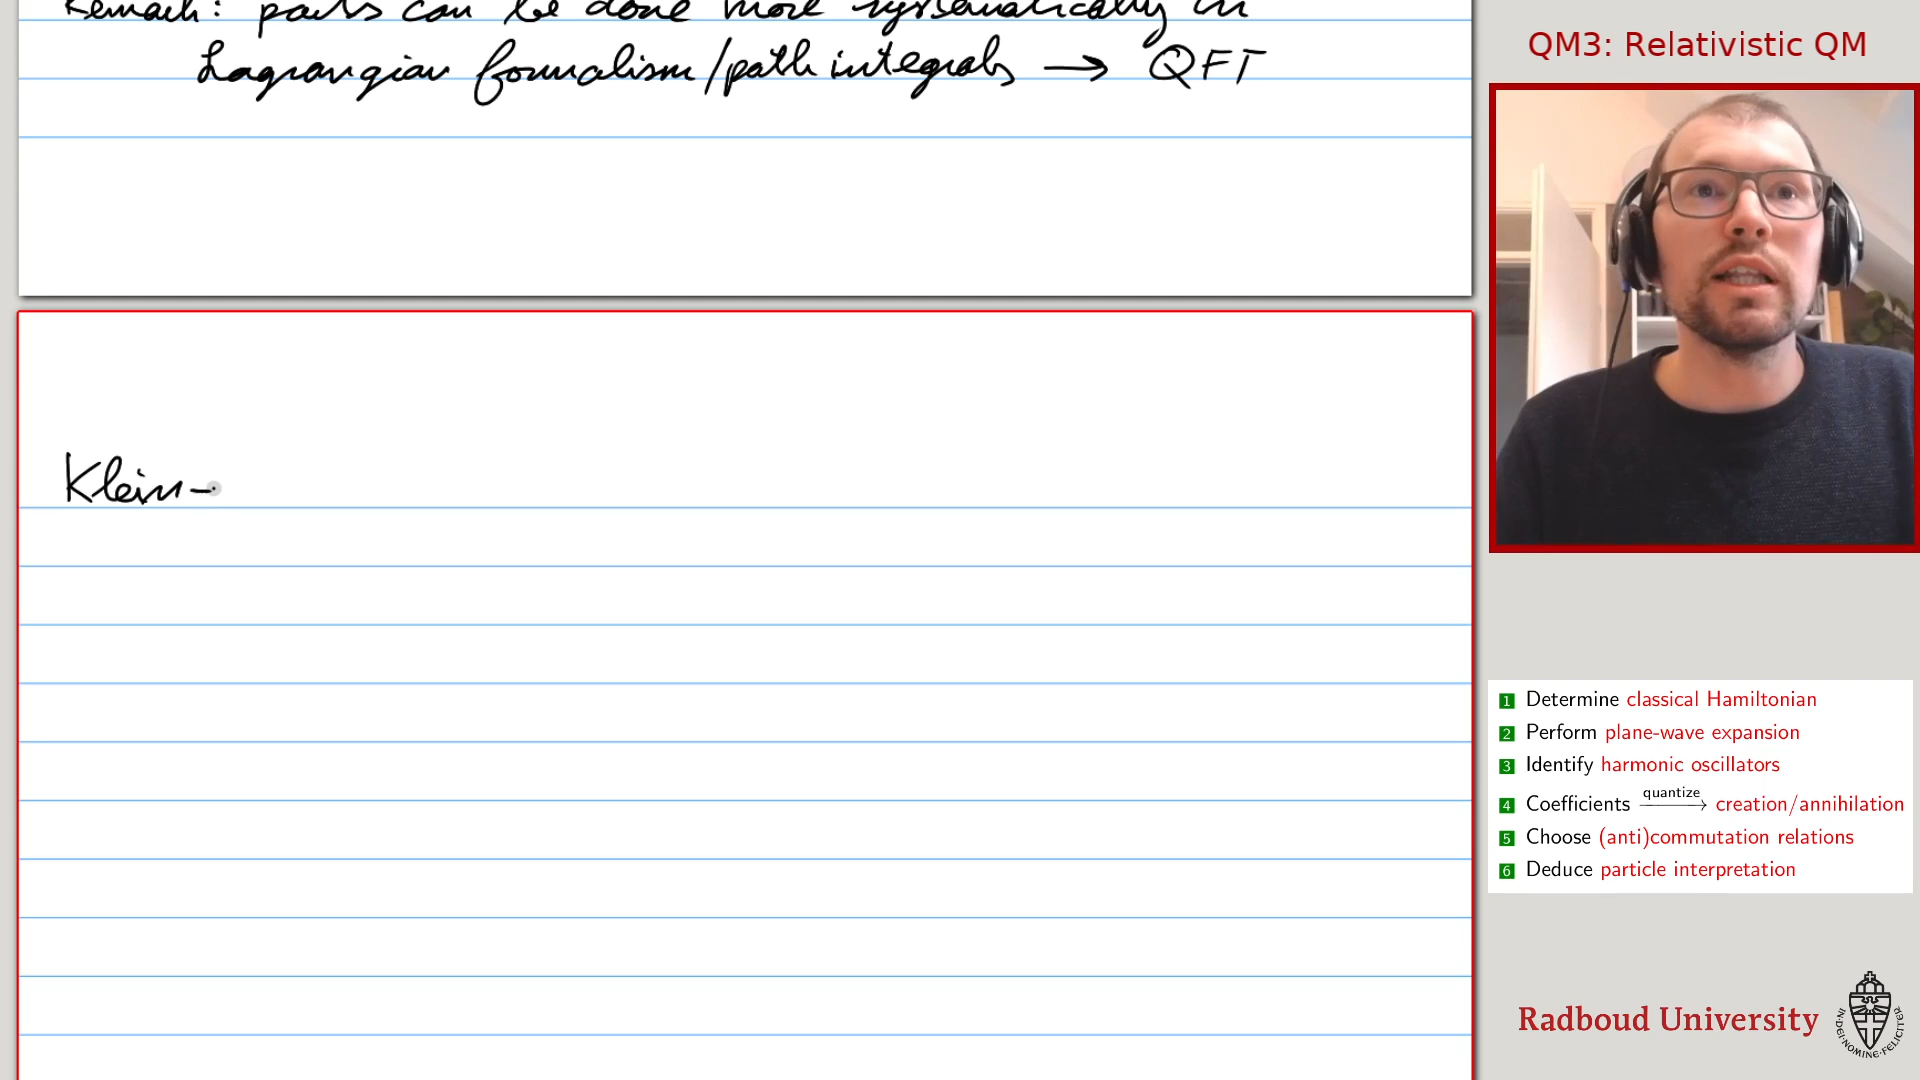 Remark: parts can be done more systematically in
Lagrangian formalism/path integrals → QFT
Klein-
QM3: Relativistic QM
1 Determine classical Hamiltonian
2 Perform plane-wave expansion
3 Identify harmonic oscillators
4 Coefficients quantize→ creation/annihilation
5 Choose (anti)commutation relations
6 Deduce particle interpretation
Radboud University
IN·DEI·NOMINE·FELICITER